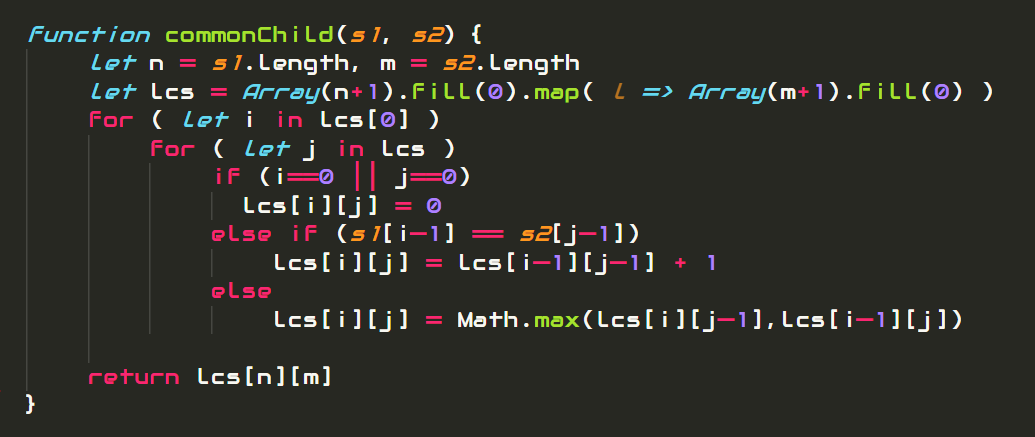 function commonChild(s1, s2) {
let n = s1.length, m = s2.length
let lcs = Array(n+1).fill(0).map( l => Array(m+1).fill(0) )
for ( let i in lcs[0] )
for ( let j in lcs )
if (i==0 || j==0)
lcs[i][j] = 0
else if (s1[i-1] == s2[j-1])
lcs[i][j] = lcs[i-1][j-1] + 1
else
lcs[i][j] = Math.max(lcs[i][j-1],lcs[i-1][j])
return lcs[n][m]
}